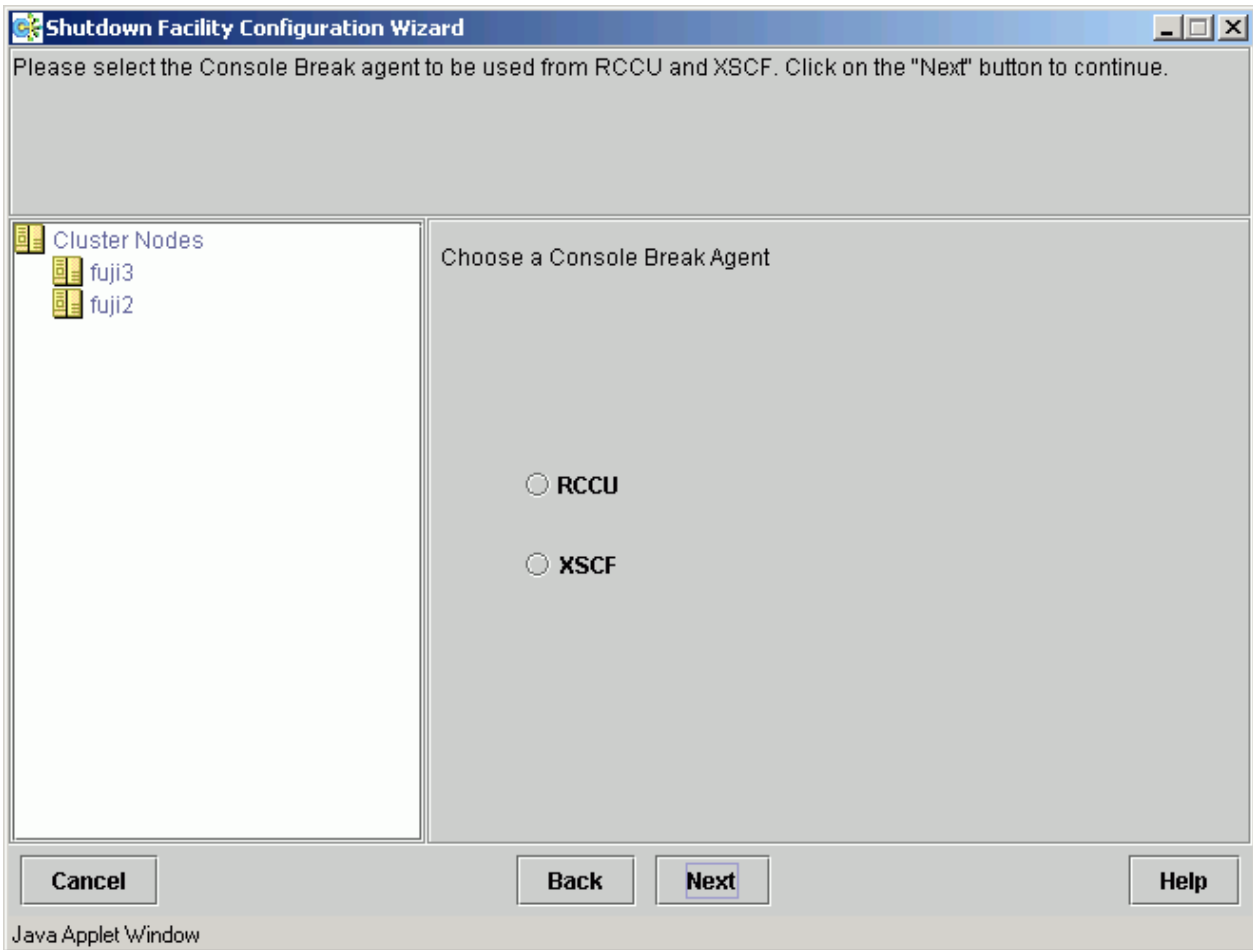 Shutdown Facility Configuration Wizard
Please select the Console Break agent to be used from RCCU and XSCF. Click on the "Next" button to continue.
Cluster Nodes
fuji3
fuji2
Choose a Console Break Agent
RCCU
XSCF
Cancel
Back
Next
Help
Java Applet Window